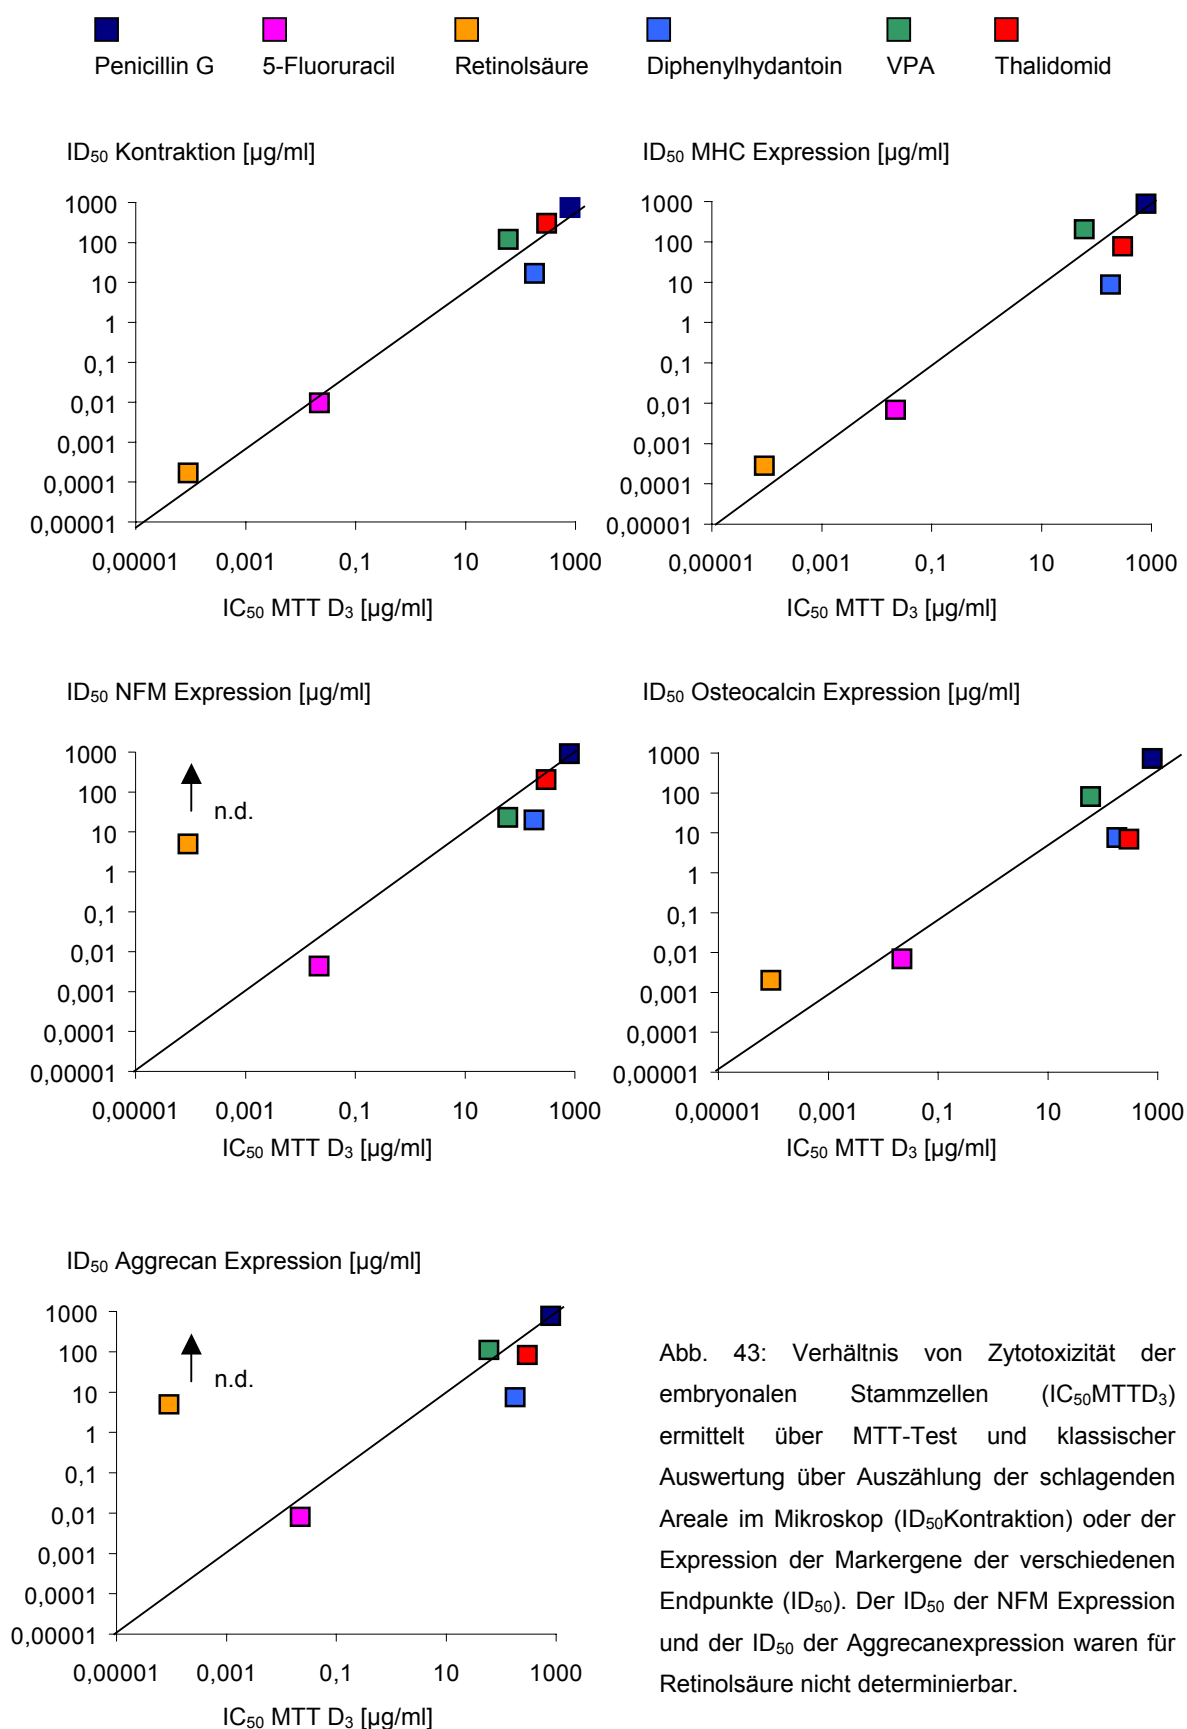 Penicillin G 5-Fluoruracil Retinolsäure Diphenylhydantoin VPA Thalidomid
ID₅₀ Kontraktion [µg/ml]
1000
100
10
1
0,1
0,01
0,001
0,0001
0,00001
0,00001 0,001 0,1 10 1000
IC₅₀ MTT D₃ [µg/ml]
ID₅₀ MHC Expression [µg/ml]
1000
100
10
1
0,1
0,01
0,001
0,0001
0,00001
0,00001 0,001 0,1 10 1000
IC₅₀ MTT D₃ [µg/ml]
ID₅₀ NFM Expression [µg/ml]
1000
100
10
1
0,1
0,01
0,001
0,0001
0,00001
n.d.
0,00001 0,001 0,1 10 1000
IC₅₀ MTT D₃ [µg/ml]
ID₅₀ Osteocalcin Expression [µg/ml]
1000
100
10
1
0,1
0,01
0,001
0,0001
0,00001
0,00001 0,001 0,1 10 1000
IC₅₀ MTT D₃ [µg/ml]
ID₅₀ Aggrecan Expression [µg/ml]
1000
100
10
1
0,1
0,01
0,001
0,0001
0,00001
n.d.
0,00001 0,001 0,1 10 1000
IC₅₀ MTT D₃ [µg/ml]
Abb. 43: Verhältnis von Zytotoxizität der
embryonalen Stammzellen (IC₅₀MTTD₃)
ermittelt über MTT-Test und klassischer
Auswertung über Auszählung der schlagenden
Areale im Mikroskop (ID₅₀Kontraktion) oder der
Expression der Markergene der verschiedenen
Endpunkte (ID₅₀). Der ID₅₀ der NFM Expression
und der ID₅₀ der Aggrecanexpression waren für
Retinolsäure nicht determinierbar.